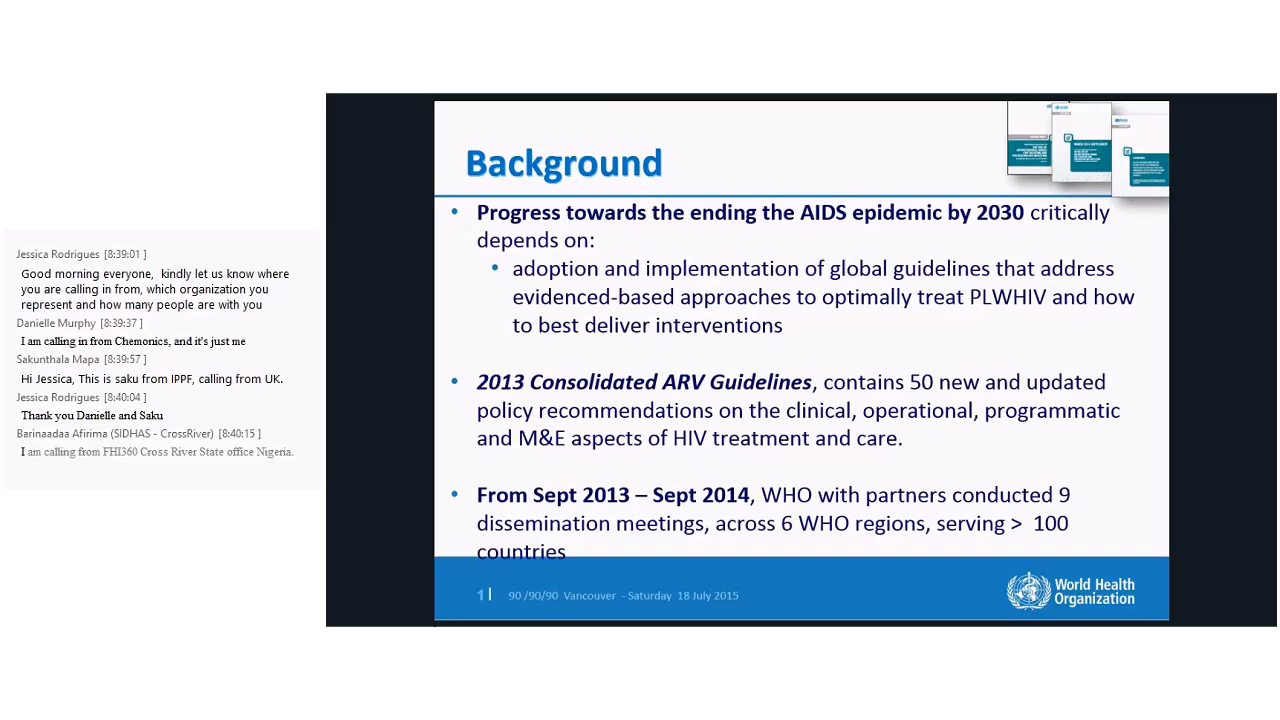 Jessica Rodrigues [8:39:01 ]
Good morning everyone, kindly let us know where
you are calling in from, which organization you
represent and how many people are with you
Danielle Murphy [8:39:37 ]
I am calling in from Chemonics, and it's just me
Sakunthala Mapa [8:39:57 ]
Hi Jessica, This is saku from IPPF, calling from UK.
Jessica Rodrigues [8:40:04 ]
Thank you Danielle and Saku
Barinaadaa Afirima (SIDHAS - CrossRiver) [8:40:15 ]
I am calling from FHI360 Cross River State office Nigeria.
Background
• Progress towards the ending the AIDS epidemic by 2030 critically
depends on:
• adoption and implementation of global guidelines that address
evidenced-based approaches to optimally treat PLWHIV and how
to best deliver interventions
• 2013 Consolidated ARV Guidelines, contains 50 new and updated
policy recommendations on the clinical, operational, programmatic
and M&E aspects of HIV treatment and care.
• From Sept 2013 – Sept 2014, WHO with partners conducted 9
dissemination meetings, across 6 WHO regions, serving > 100
countries
1 | 90 /90/90 Vancouver - Saturday 18 July 2015
World Health
Organization